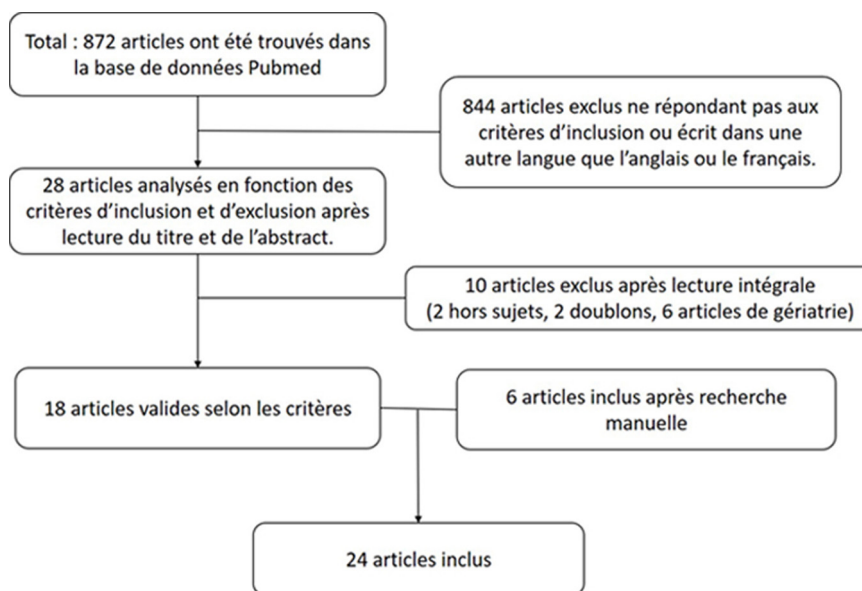 Total : 872 articles ont été trouvés dans
la base de données Pubmed
844 articles exclus ne répondant pas aux
critères d'inclusion ou écrit dans une
autre langue que l'anglais ou le français.
28 articles analysés en fonction des
critères d'inclusion et d'exclusion après
lecture du titre et de l'abstract.
10 articles exclus après lecture intégrale
(2 hors sujets, 2 doublons, 6 articles de gériatrie)
18 articles valides selon les critères
6 articles inclus après recherche
manuelle
24 articles inclus